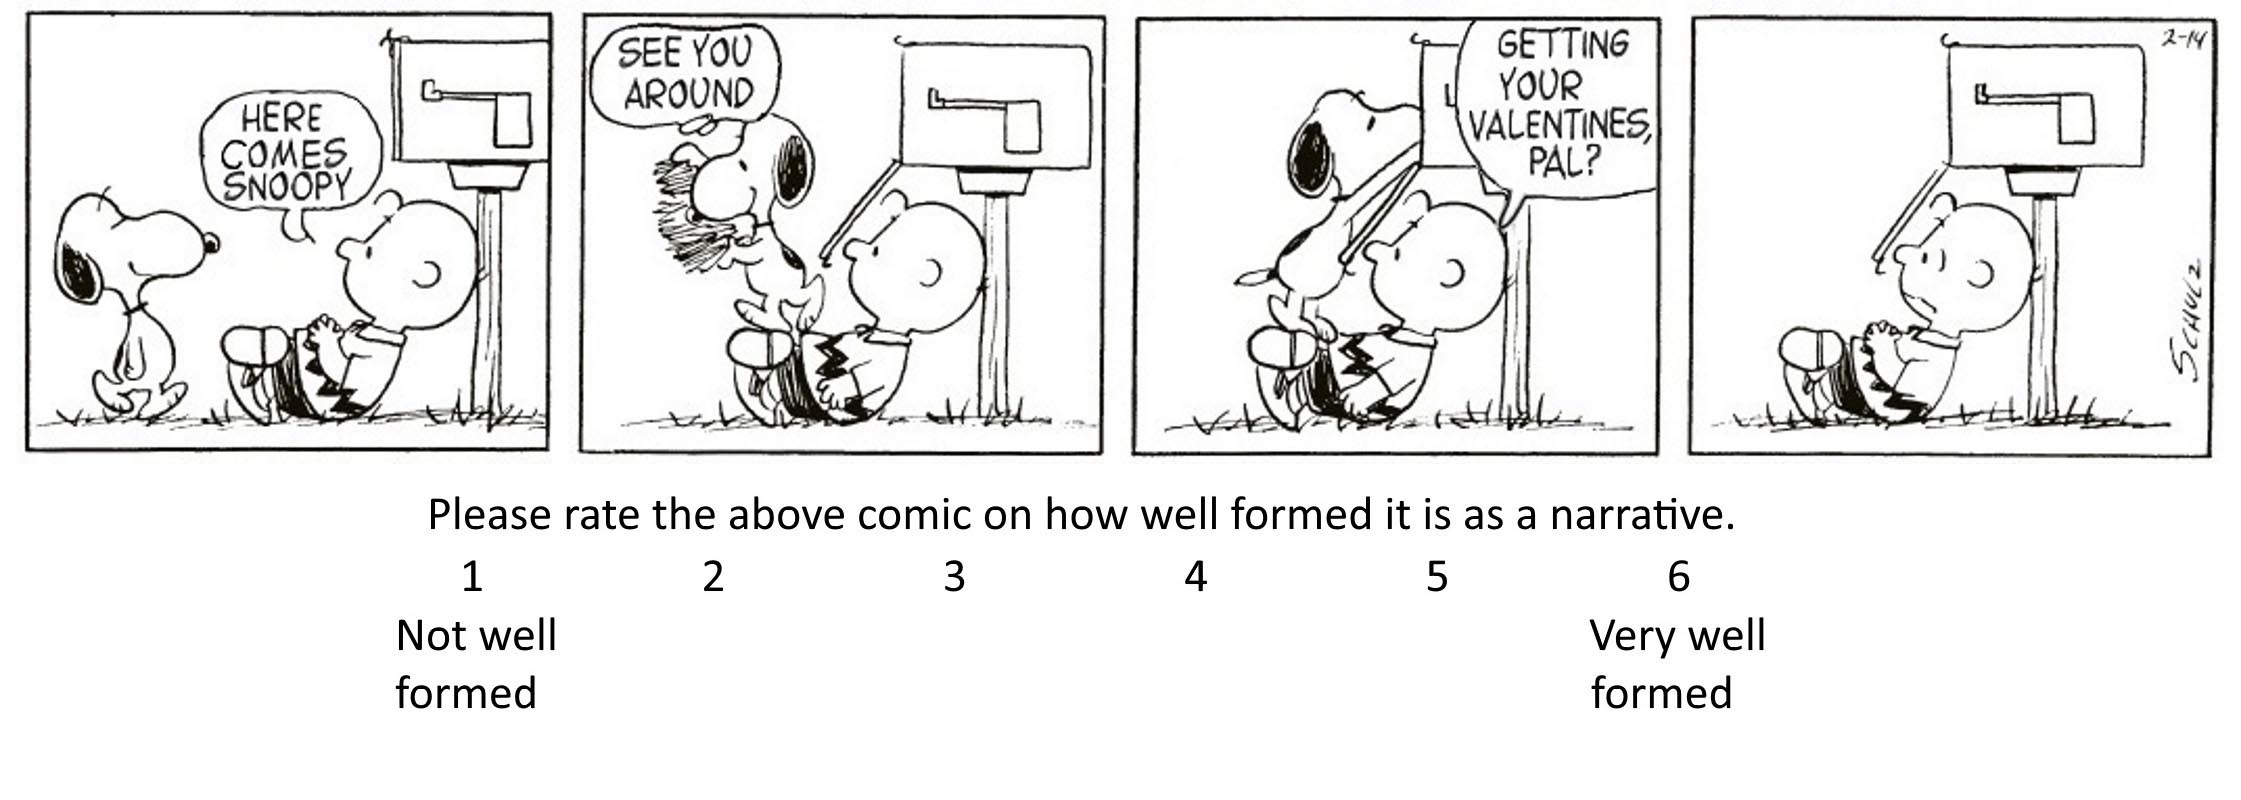 HERE
COMES
SNOOPY
SEE YOU
AROUND
GETTING
YOUR
VALENTINES,
PAL?
2-14
SCHULZ
Please rate the above comic on how well formed it is as a narrative.
1 2 3 4 5 6
Not well
formed
Very well
formed